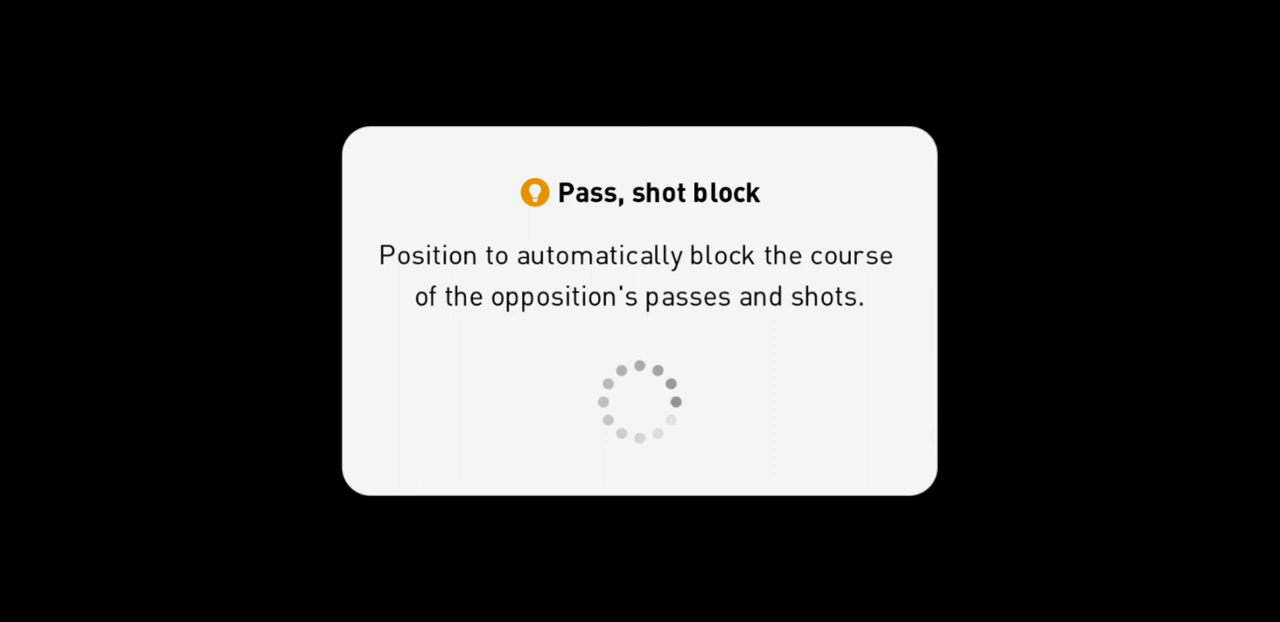 Pass, shot block
Position to automatically block the course
of the opposition's passes and shots.